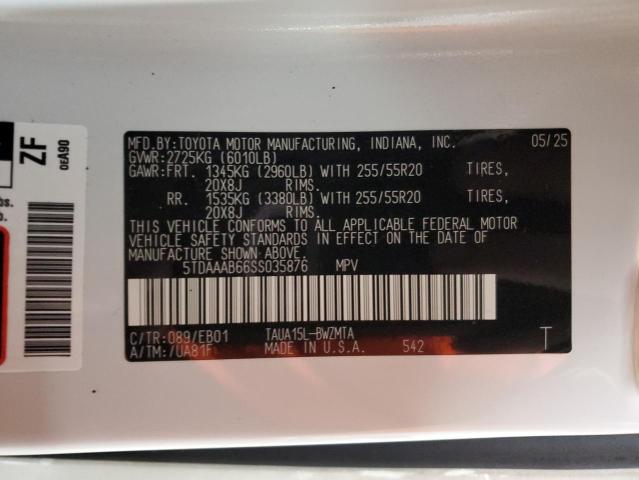 MFD.BY:TOYOTA MOTOR MANUFACTURING, INDIANA, INC. 05/25
GVWR:2725KG (6010LB)
GAWR:FRT. 1345KG (2960LB) WITH 255/55R20 TIRES,
20X8J RIMS.
RR. 1535KG (3380LB) WITH 255/55R20 TIRES,
20X8J RIMS.
THIS VEHICLE CONFORMS TO ALL APPLICABLE FEDERAL MOTOR
VEHICLE SAFETY STANDARDS IN EFFECT ON THE DATE OF
MANUFACTURE SHOWN ABOVE.
5TDAAAB66SS035876 MPV
C/TR:089/EB01 TAUA15L-BWZMTA
A/TM:/UA81F MADE IN U.S.A. 542 T
ZF
0EA90